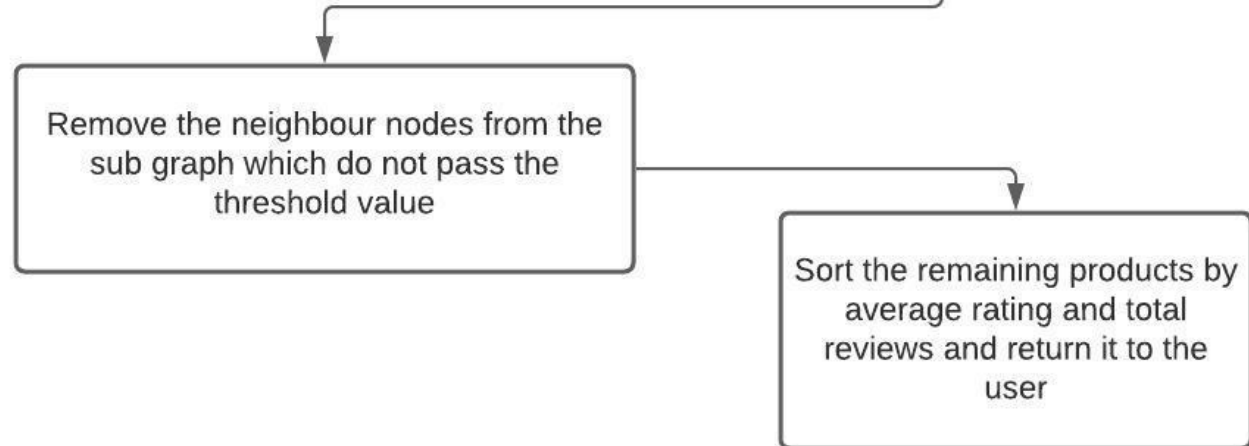 Remove the neighbour nodes from the
sub graph which do not pass the
threshold value
Sort the remaining products by
average rating and total
reviews and return it to the
user